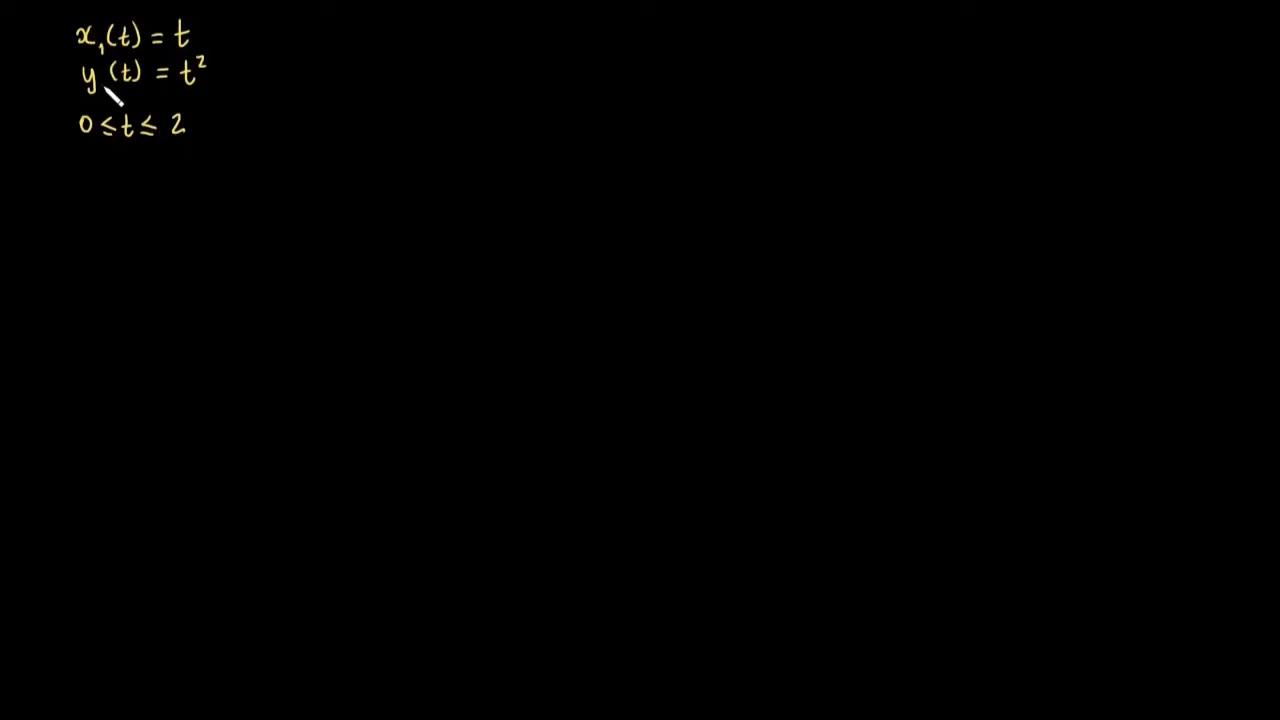 x₁(t) = t
y (t) = t²
0 ≤ t ≤ 2